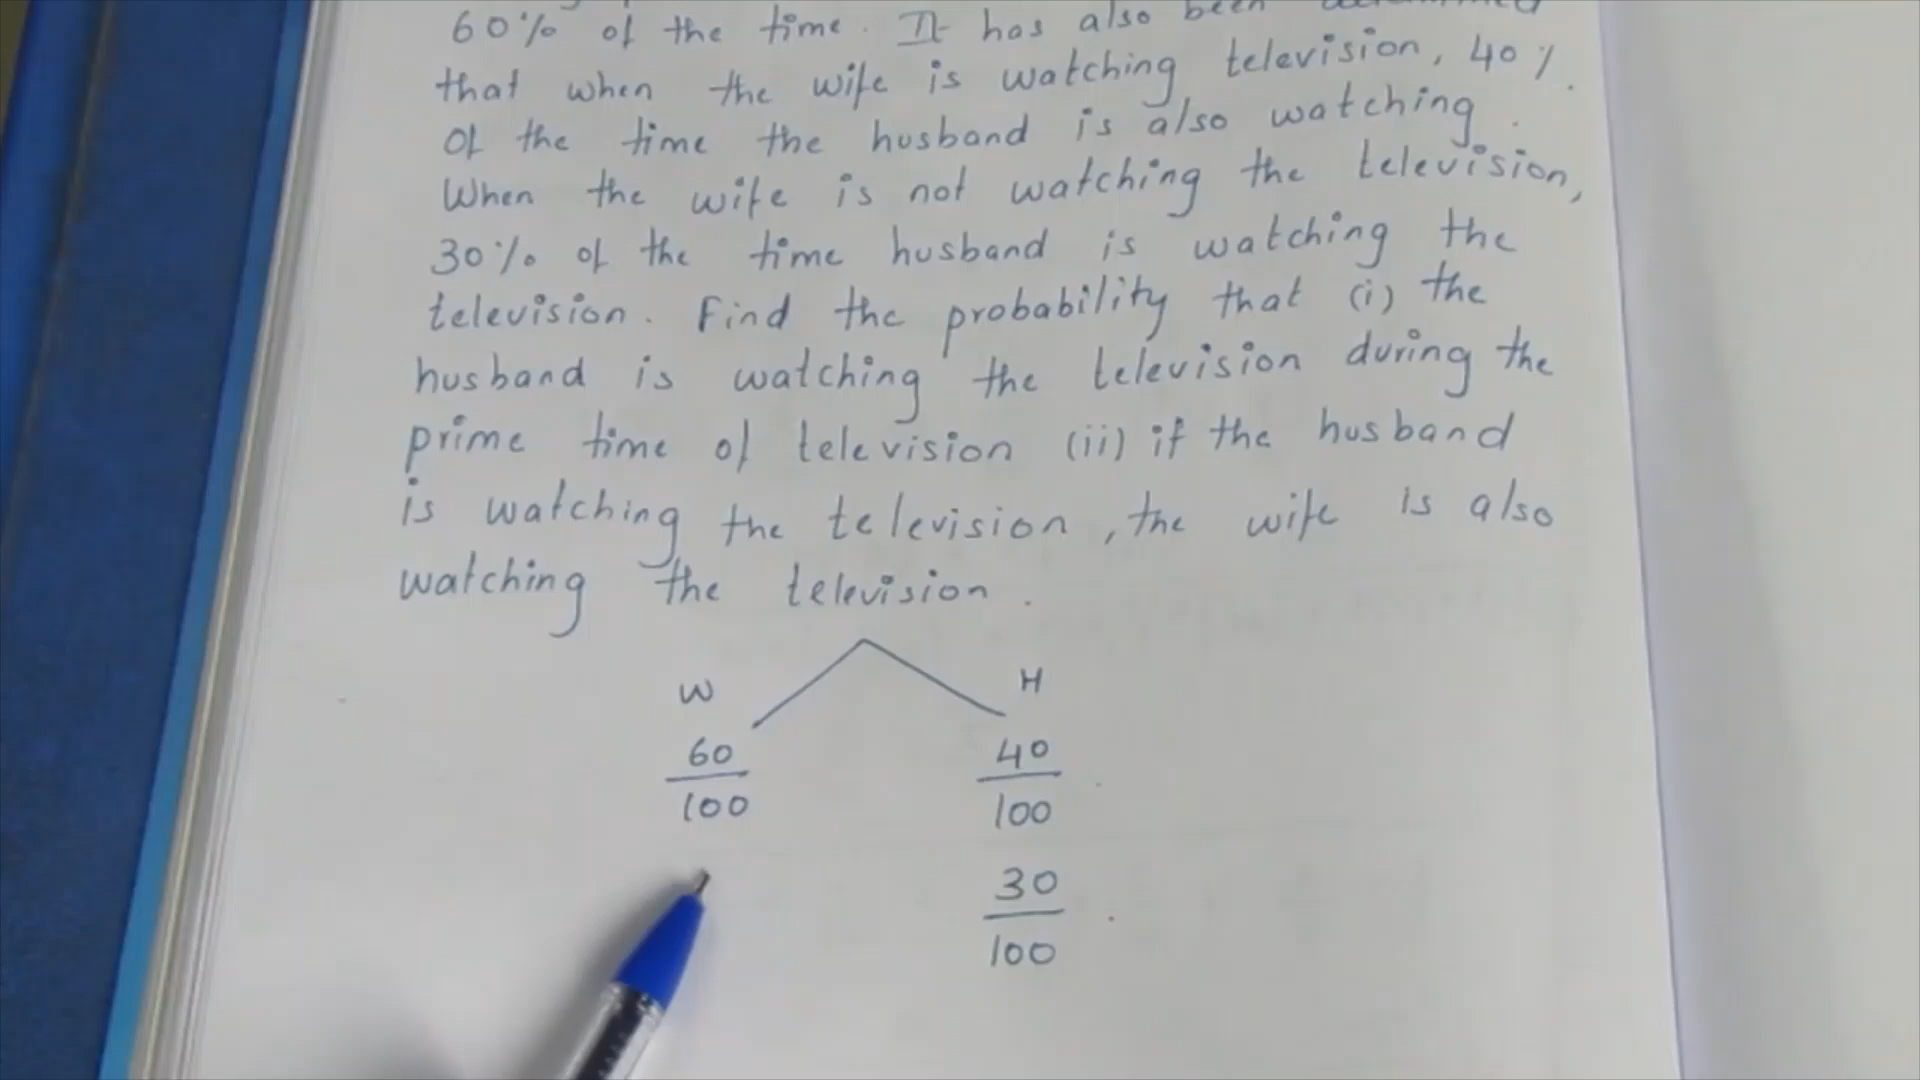 60% of the time. It has also been
that when the wife is watching television, 40%.
of the time the husband is also watching.
When the wife is not watching the television,
30% of the time husband is watching the
television. Find the probability that (i) the
husband is watching the television during the
prime time of television (ii) if the husband
is watching the television, the wife is also
watching the television.
W H
60/100 40/100
30/100